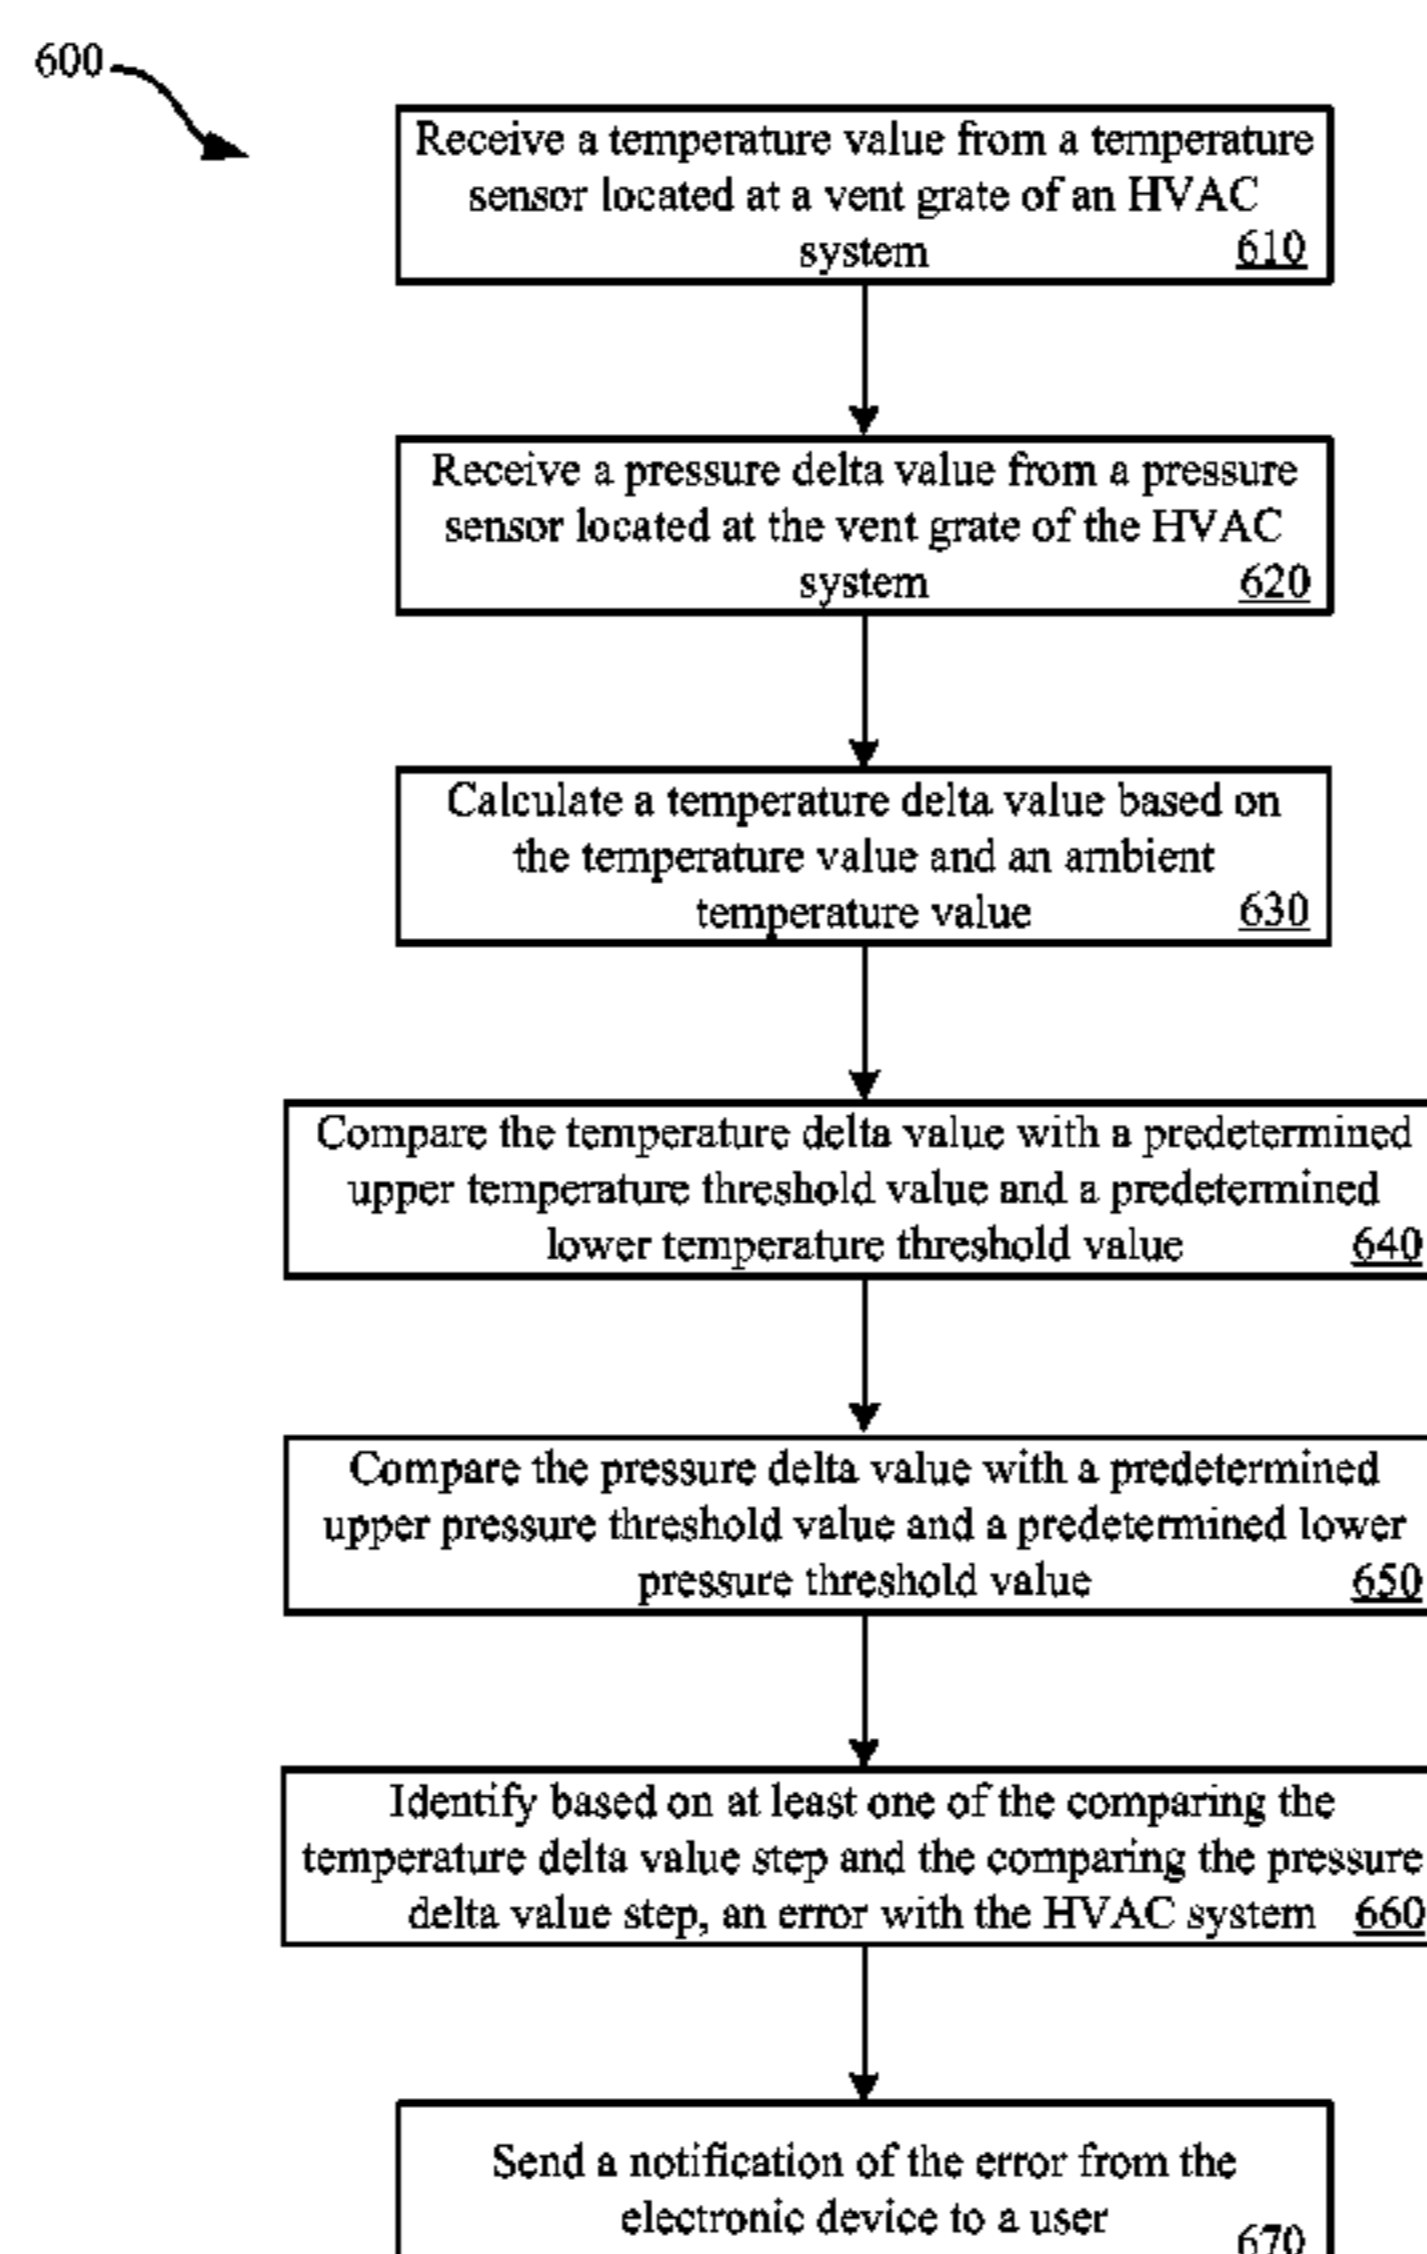 600
Receive a temperature value from a temperature
sensor located at a vent grate of an HVAC
system 610
Receive a pressure delta value from a pressure
sensor located at the vent grate of the HVAC
system 620
Calculate a temperature delta value based on
the temperature value and an ambient
temperature value 630
Compare the temperature delta value with a predetermined
upper temperature threshold value and a predetermined
lower temperature threshold value 640
Compare the pressure delta value with a predetermined
upper pressure threshold value and a predetermined lower
pressure threshold value 650
Identify based on at least one of the comparing the
temperature delta value step and the comparing the pressure
delta value step, an error with the HVAC system 660
Send a notification of the error from the
electronic device to a user
670